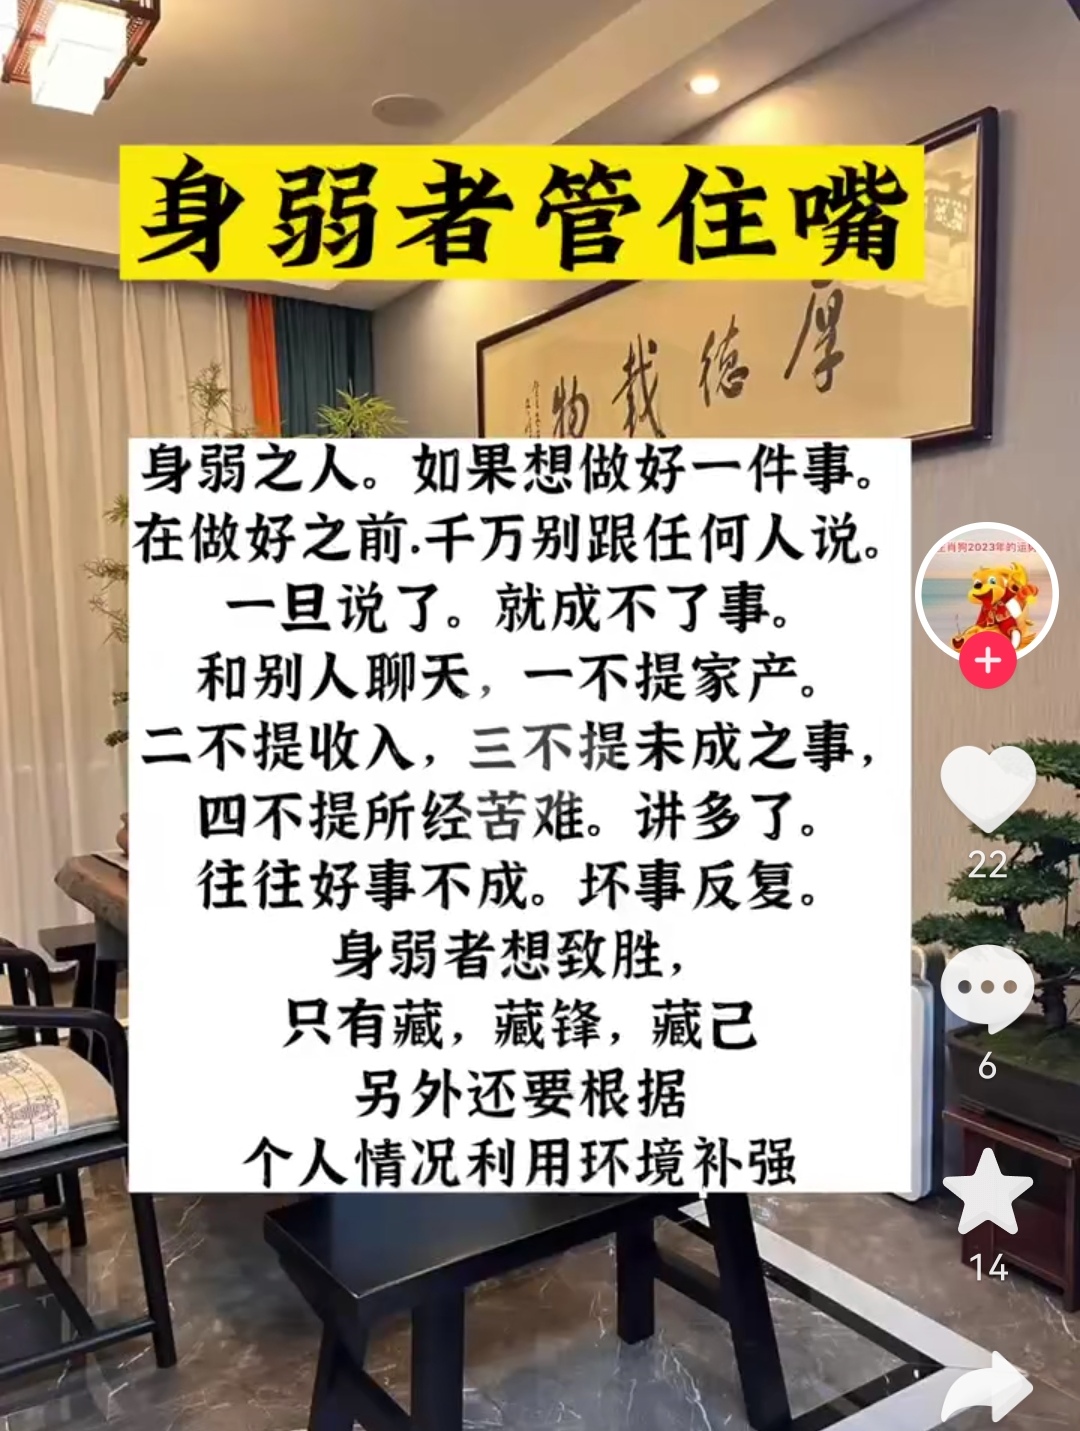 身弱者管住嘴
厚德载物
身弱之人。如果想做好一件事。
在做好之前.千万别跟任何人说。
一旦说了。就成不了事。
和别人聊天，一不提家产。
二不提收入，三不提未成之事，
四不提所经苦难。讲多了。
往往好事不成。坏事反复。
身弱者想致胜，
只有藏，藏锋，藏己
另外还要根据
个人情况利用环境补强
生肖狗2023年的运势
22
6
14